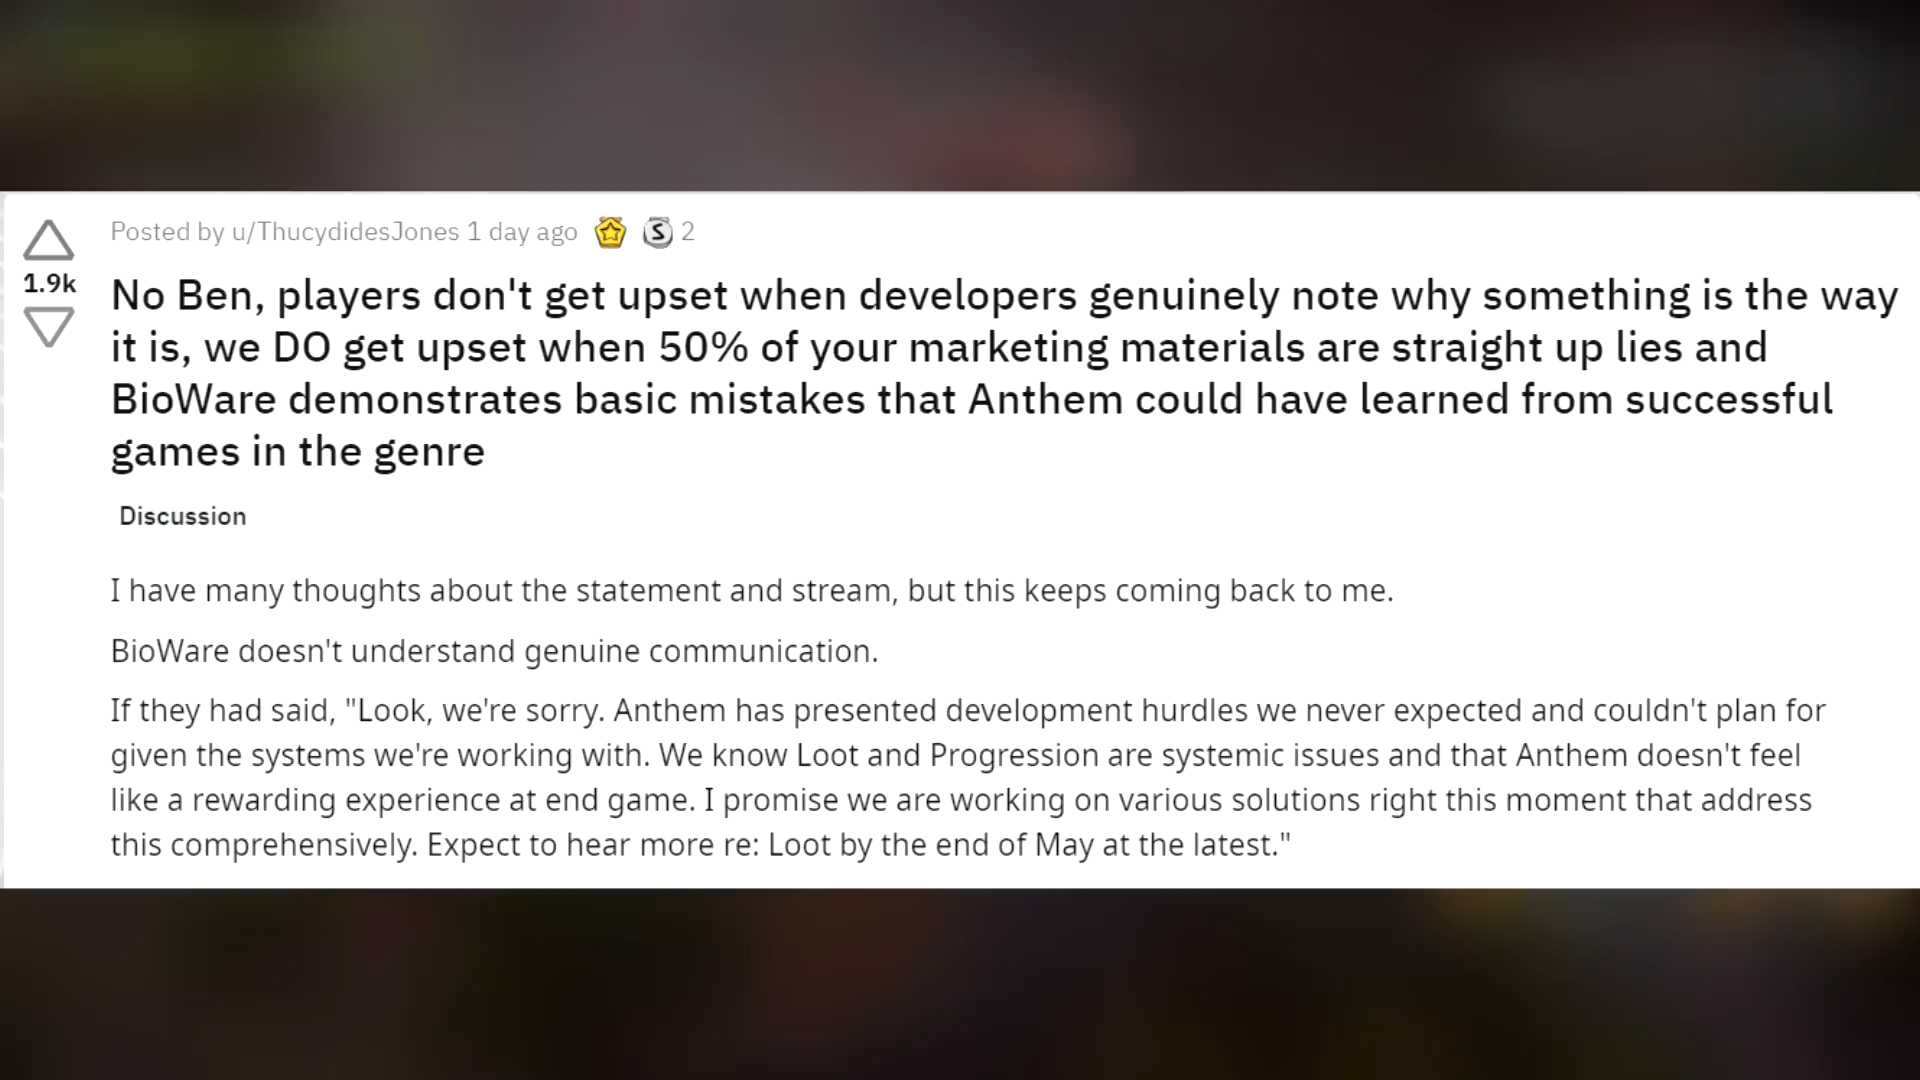 Posted by u/ThucydidesJones 1 day ago S 2
1.9k
No Ben, players don't get upset when developers genuinely note why something is the way
it is, we DO get upset when 50% of your marketing materials are straight up lies and
BioWare demonstrates basic mistakes that Anthem could have learned from successful
games in the genre
Discussion
I have many thoughts about the statement and stream, but this keeps coming back to me.
BioWare doesn't understand genuine communication.
If they had said, "Look, we're sorry. Anthem has presented development hurdles we never expected and couldn't plan for
given the systems we're working with. We know Loot and Progression are systemic issues and that Anthem doesn't feel
like a rewarding experience at end game. I promise we are working on various solutions right this moment that address
this comprehensively. Expect to hear more re: Loot by the end of May at the latest."